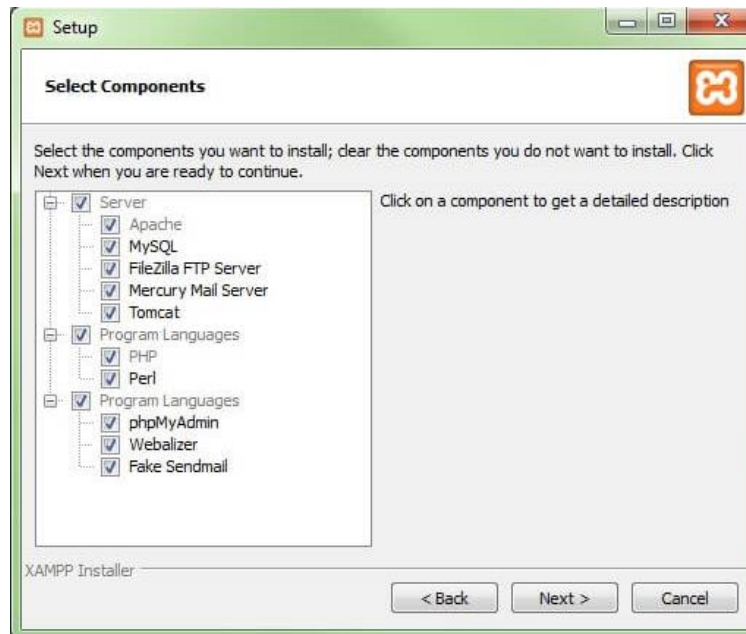 Setup
Select Components
Select the components you want to install; clear the components you do not want to install. Click
Next when you are ready to continue.
Server
Apache
MySQL
FileZilla FTP Server
Mercury Mail Server
Tomcat
Program Languages
PHP
Perl
Program Languages
phpMyAdmin
Webalizer
Fake Sendmail
Click on a component to get a detailed description
XAMPP Installer
< Back
Next >
Cancel